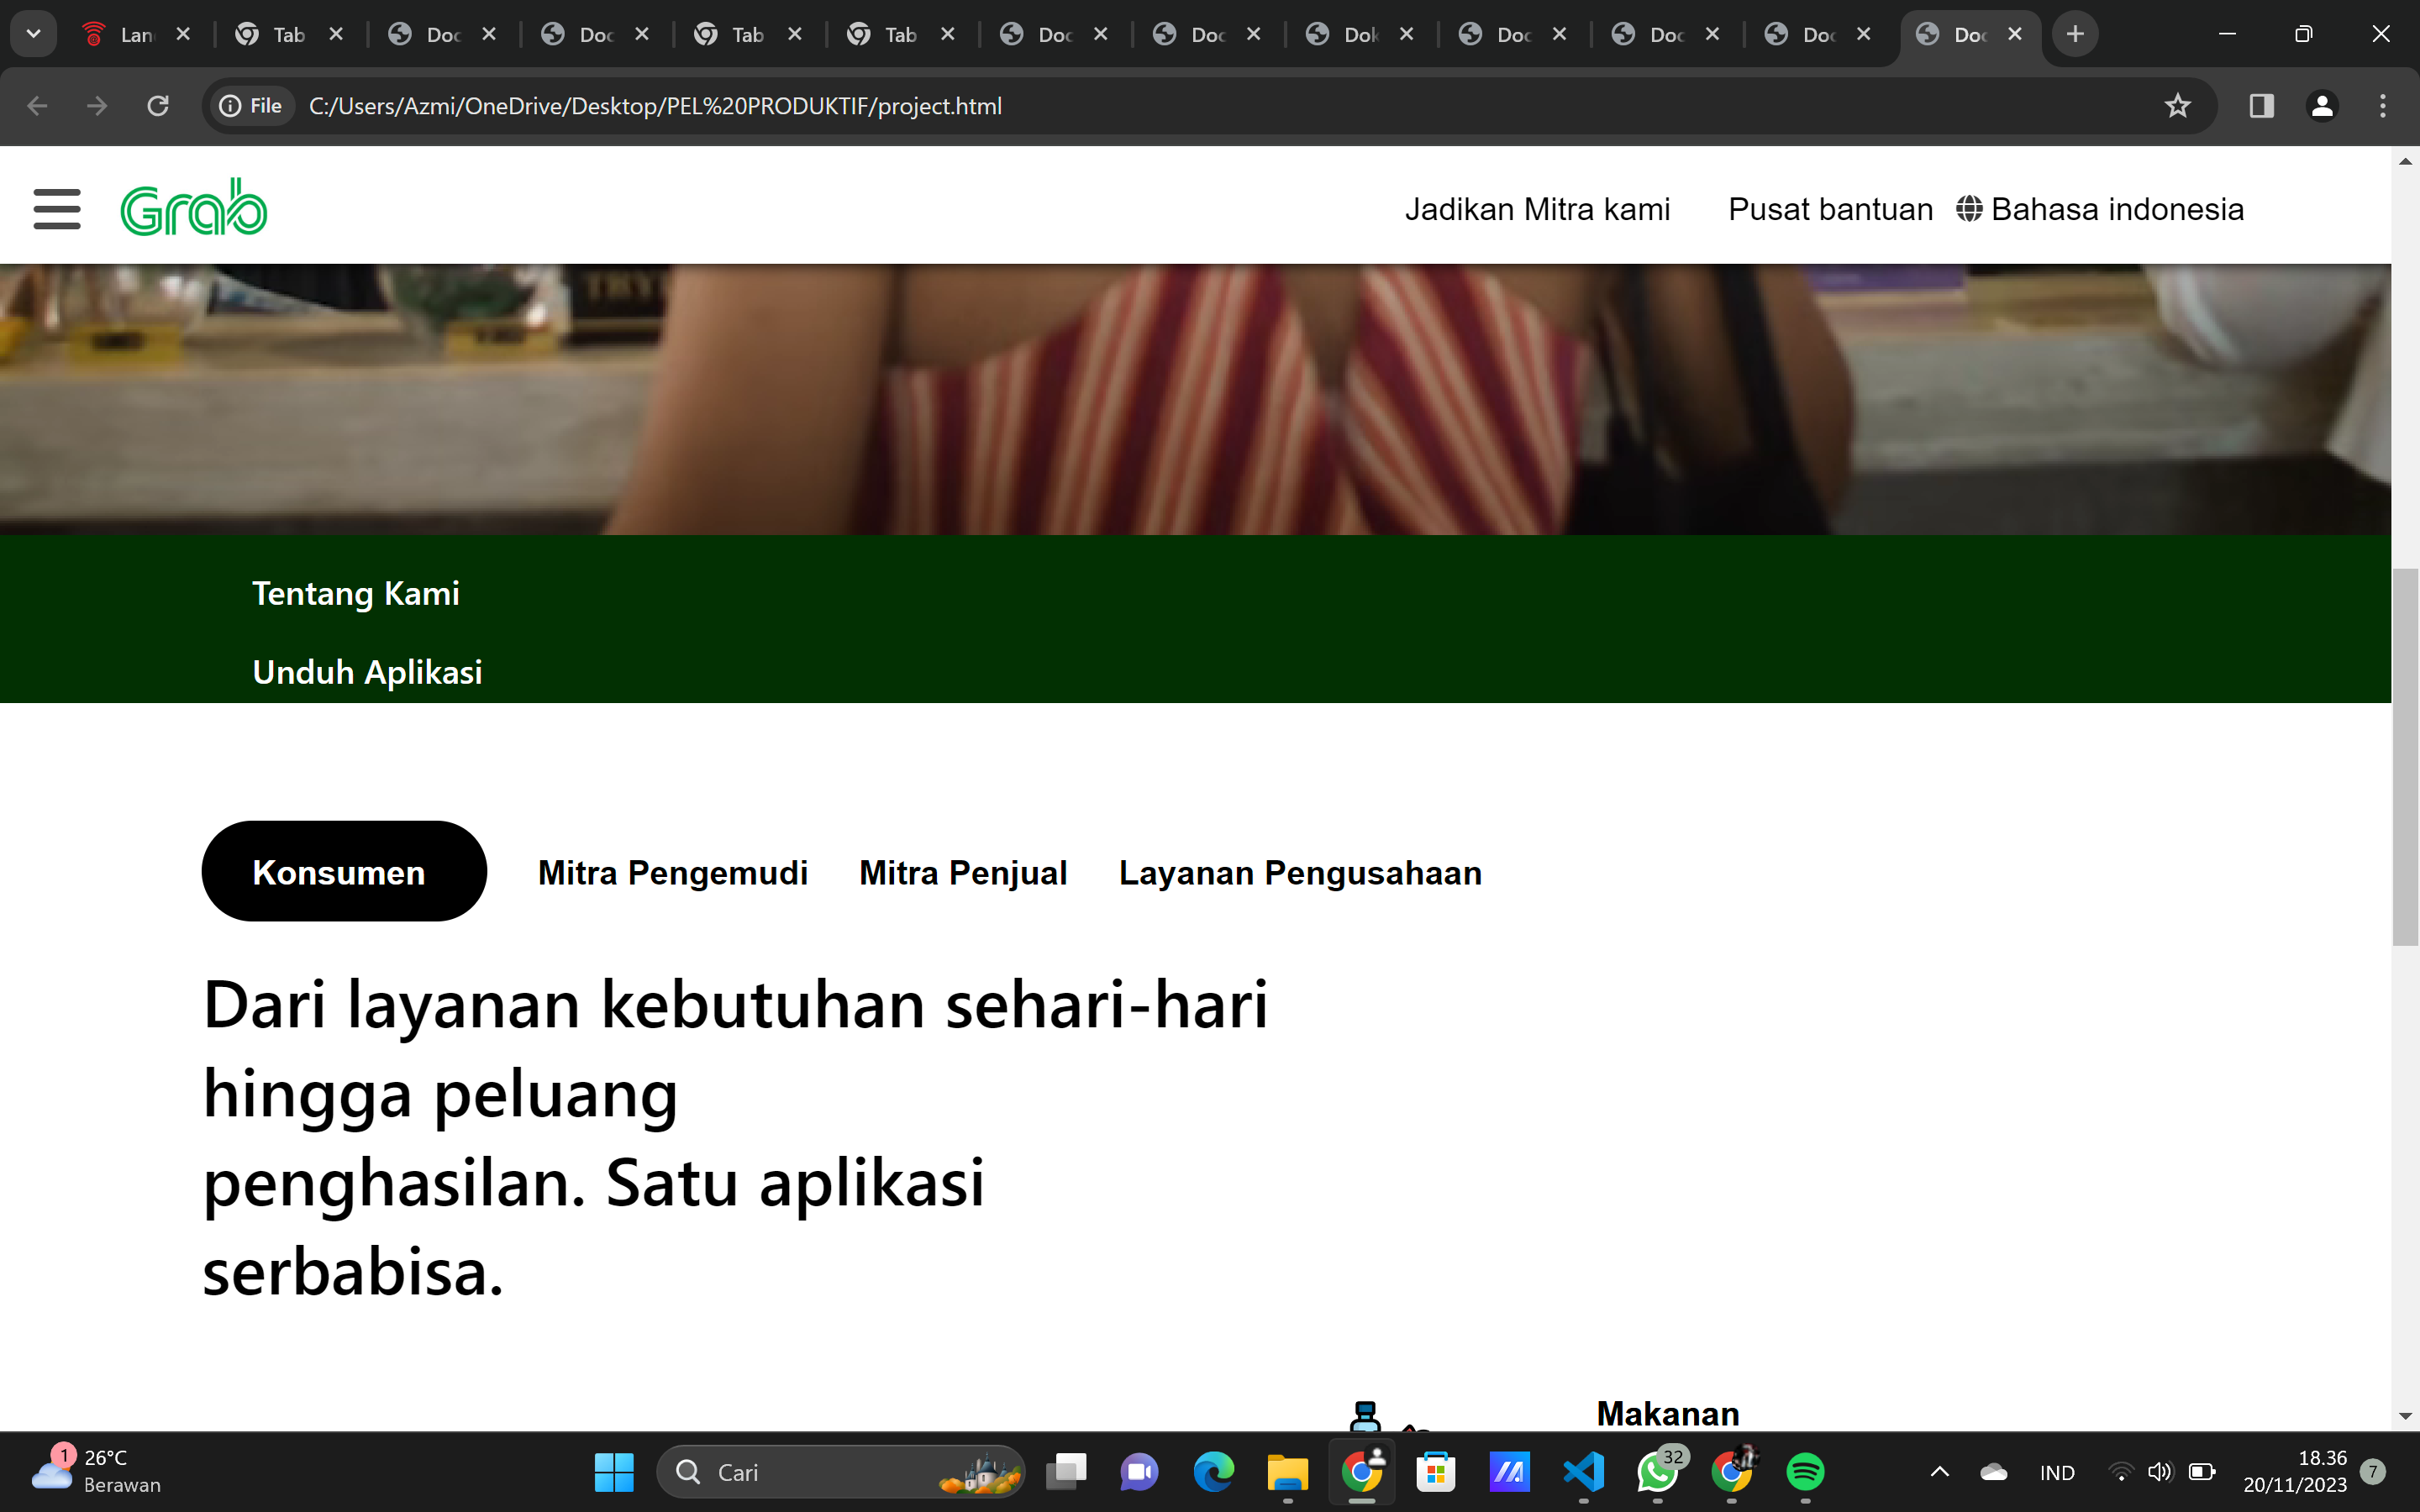 Lan
Tab
Doc
Doc
Tab
Tab
Doc
Doc
Dok
Doc
Doc
Doc
Doc
File
C:/Users/Azmi/OneDrive/Desktop/PEL%20PRODUKTIF/project.html
Grab
Jadikan Mitra kami
Pusat bantuan
Bahasa indonesia
Tentang Kami
Unduh Aplikasi
Konsumen
Mitra Pengemudi
Mitra Penjual
Layanan Pengusahaan
Dari layanan kebutuhan sehari-hari
hingga peluang
penghasilan. Satu aplikasi
serbabisa.
Makanan
1
26°C
Berawan
Cari
32
IND
18.36
20/11/2023
7